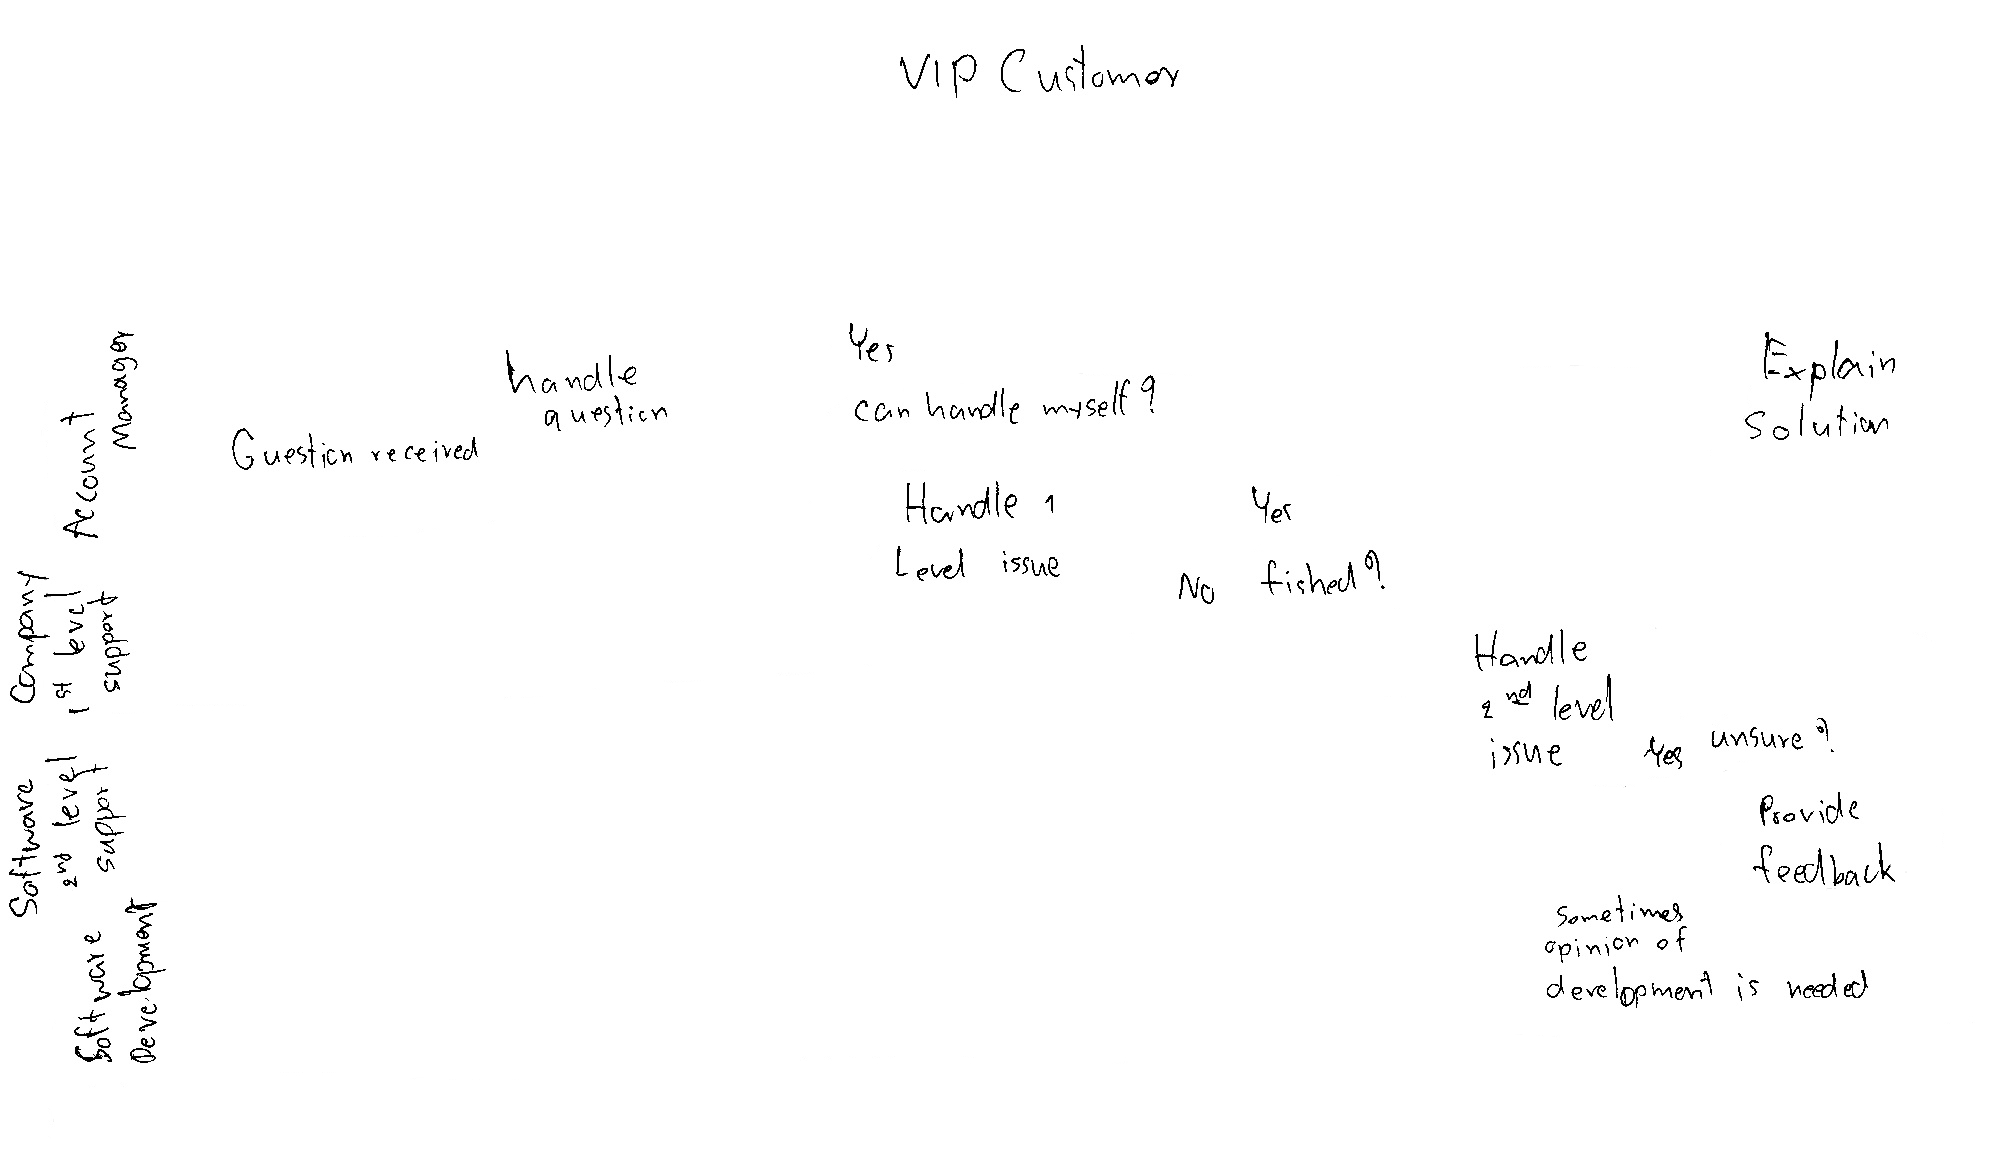 VIP Customer
Account
Manager
Company
1st level
support
Software
2nd level
support
Software
Development
Question received
handle
question
Yes
can handle myself?
Handle 1
Level issue
Yes
No fished?
Handle
2nd level
issue
Yes unsure?
Provide
feedback
Sometimes
opinion of
development is needed
Explain
Solution